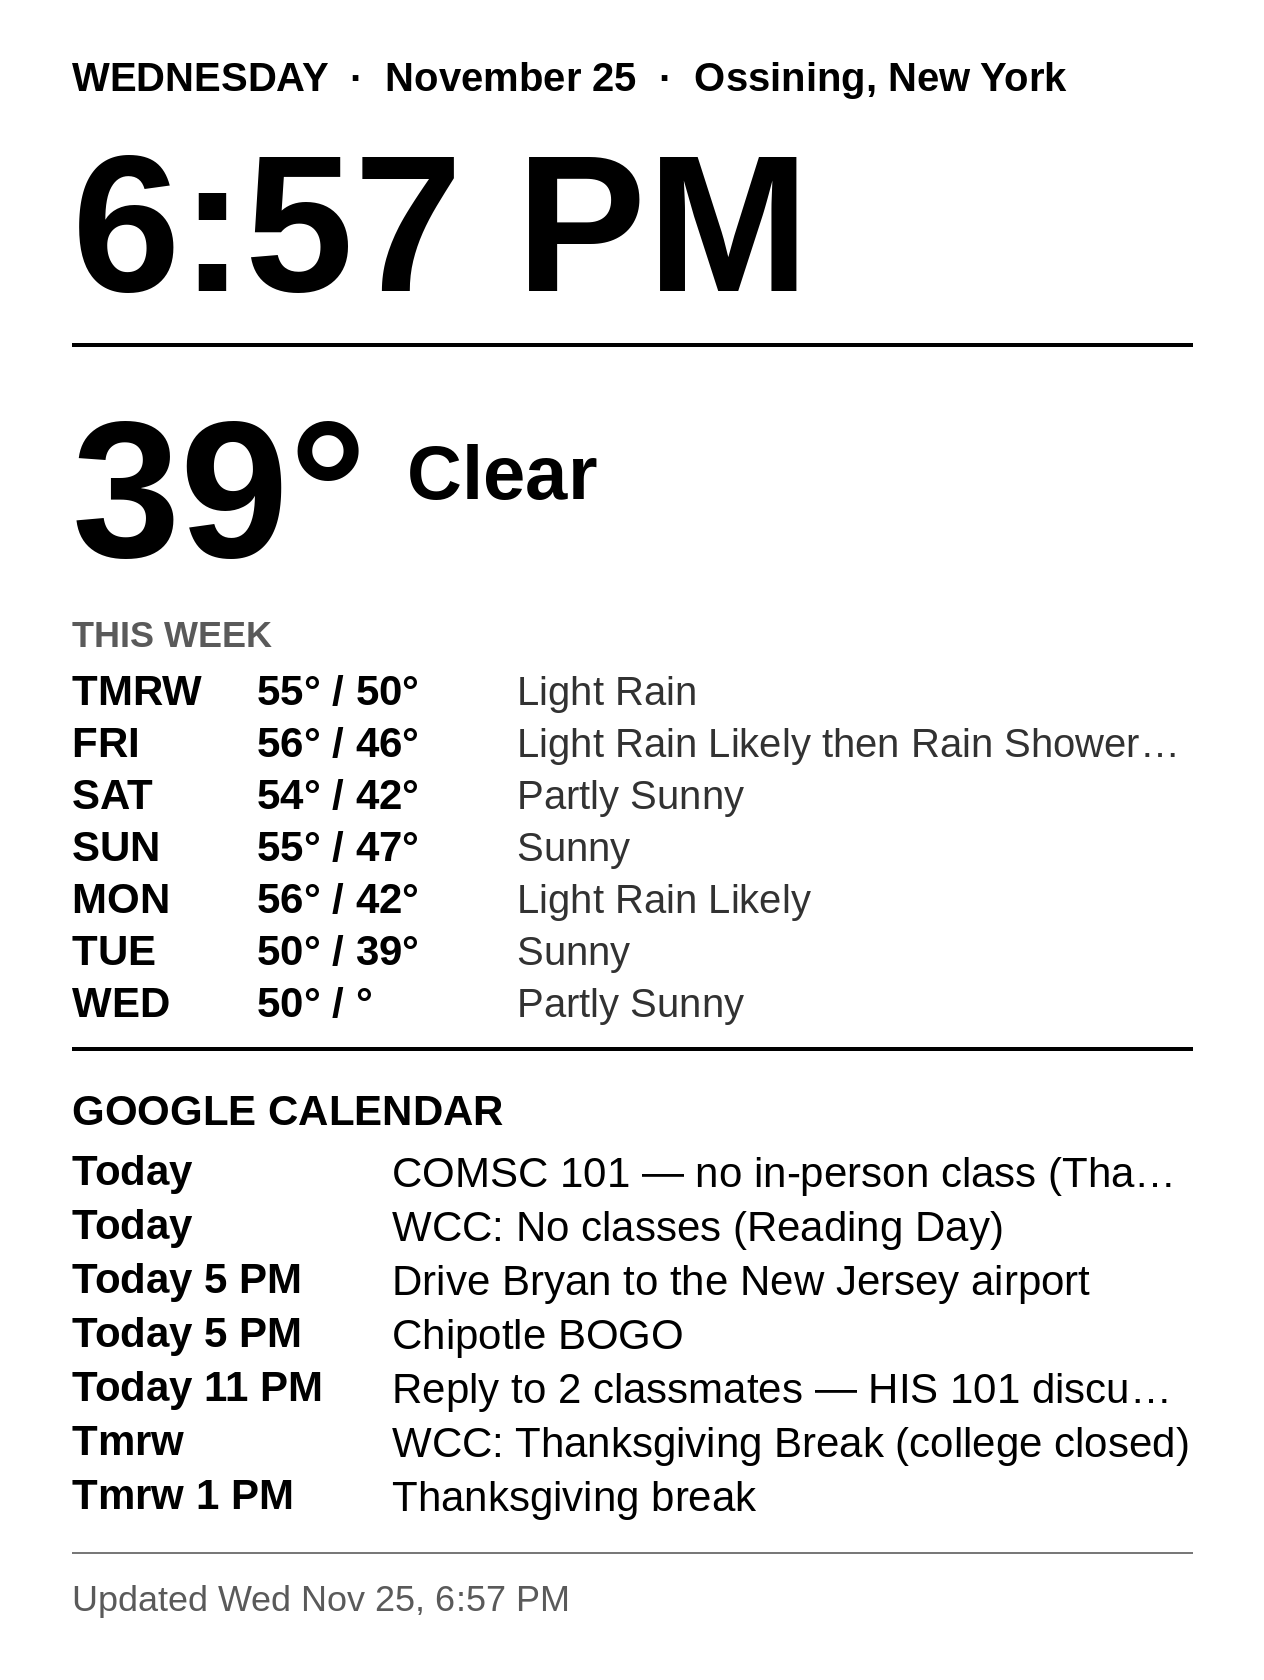 WEDNESDAY · November 25 · Ossining, New York
6:57 PM
39° Clear
THIS WEEK
TMRW 55° / 50° Light Rain
FRI 56° / 46° Light Rain Likely then Rain Shower…
SAT 54° / 42° Partly Sunny
SUN 55° / 47° Sunny
MON 56° / 42° Light Rain Likely
TUE 50° / 39° Sunny
WED 50° / ° Partly Sunny
GOOGLE CALENDAR
Today COMSC 101 — no in-person class (Tha…
Today WCC: No classes (Reading Day)
Today 5 PM Drive Bryan to the New Jersey airport
Today 5 PM Chipotle BOGO
Today 11 PM Reply to 2 classmates — HIS 101 discu…
Tmrw WCC: Thanksgiving Break (college closed)
Tmrw 1 PM Thanksgiving break
Updated Wed Nov 25, 6:57 PM